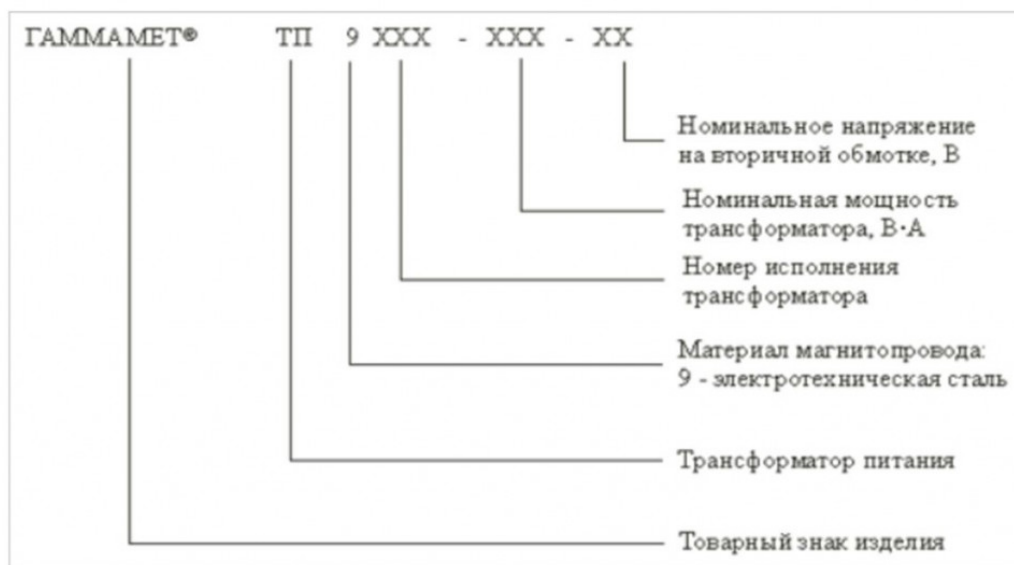 ГАММАМЕТ® ТП 9 XXX - XXX - XX
Номинальное напряжение
на вторичной обмотке, В
Номинальная мощность
трансформатора, В·А
Номер исполнения
трансформатора
Материал магнитопровода:
9 - электротехническая сталь
Трансформатор питания
Товарный знак изделия